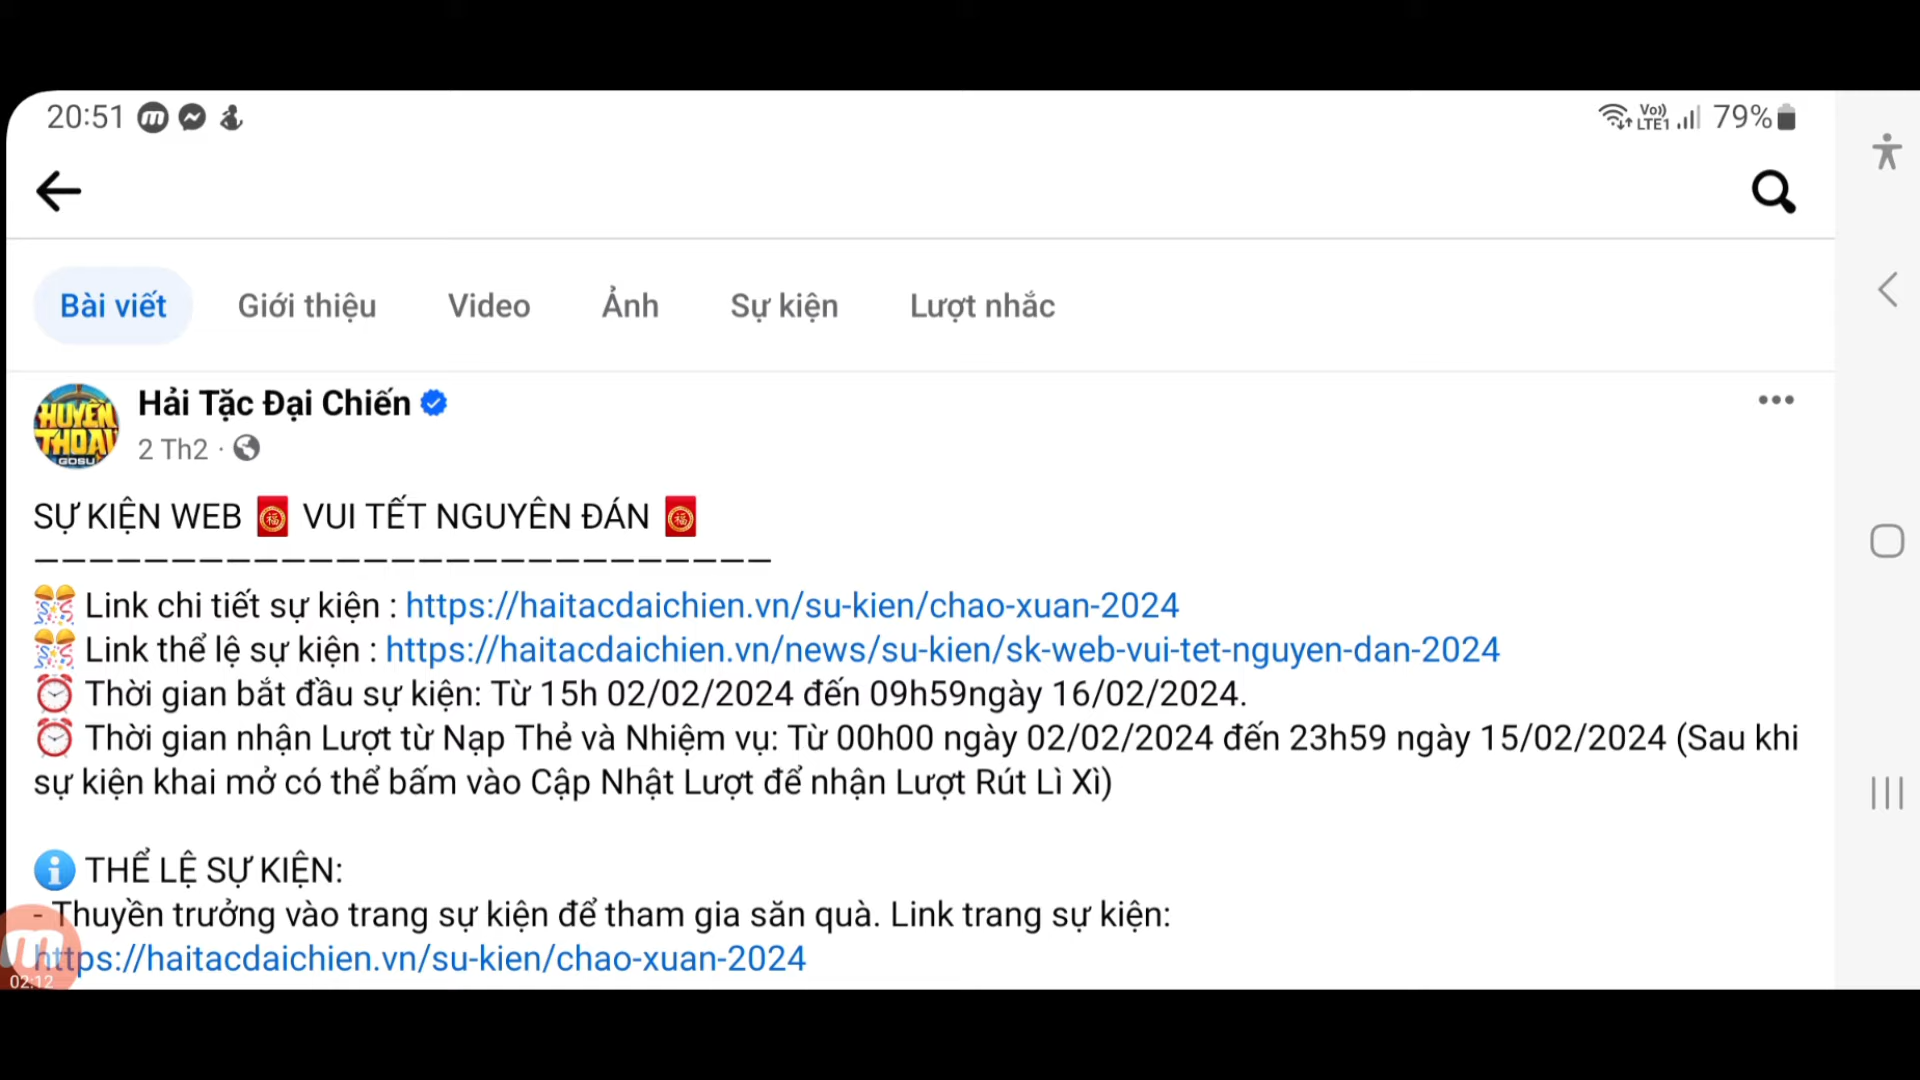 20:51
Vo)) LTE1 79%
Bài viết Giới thiệu Video Ảnh Sự kiện Lượt nhắc
HUYỀN THOẠI GOSU
Hải Tặc Đại Chiến
2 Th2 ·
SỰ KIỆN WEB 🧧 VUI TẾT NGUYÊN ĐÁN 🧧
———————————————————————————
🎊 Link chi tiết sự kiện : https://haitacdaichien.vn/su-kien/chao-xuan-2024
🎊 Link thể lệ sự kiện : https://haitacdaichien.vn/news/su-kien/sk-web-vui-tet-nguyen-dan-2024
⏰ Thời gian bắt đầu sự kiện: Từ 15h 02/02/2024 đến 09h59ngày 16/02/2024.
⏰ Thời gian nhận Lượt từ Nạp Thẻ và Nhiệm vụ: Từ 00h00 ngày 02/02/2024 đến 23h59 ngày 15/02/2024 (Sau khi
sự kiện khai mở có thể bấm vào Cập Nhật Lượt để nhận Lượt Rút Lì Xì)
ℹ️ THỂ LỆ SỰ KIỆN:
- Thuyền trưởng vào trang sự kiện để tham gia săn quà. Link trang sự kiện:
https://haitacdaichien.vn/su-kien/chao-xuan-2024
02:12